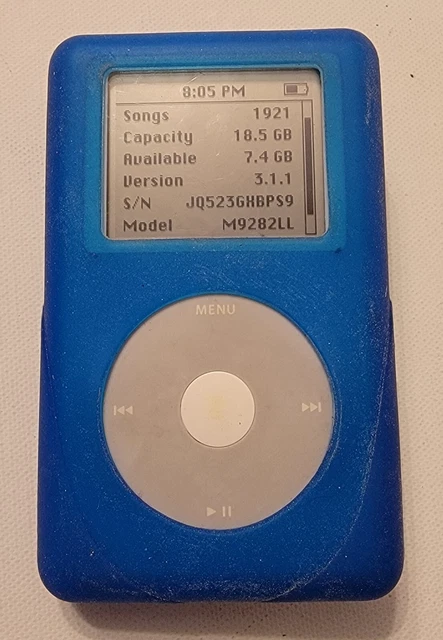 8:05 PM
Songs 1921
Capacity 18.5 GB
Available 7.4 GB
Version 3.1.1
S/N JQ523GXBPS9
Model M9282LL
MENU